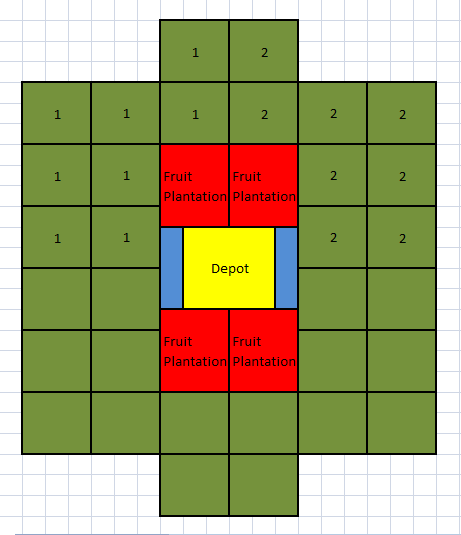 1 2
1 1 1 2 2 2
Fruit Fruit
1 1 Plantation Plantation 2 2
1 1 2 2
Depot
Fruit Fruit
Plantation Plantation